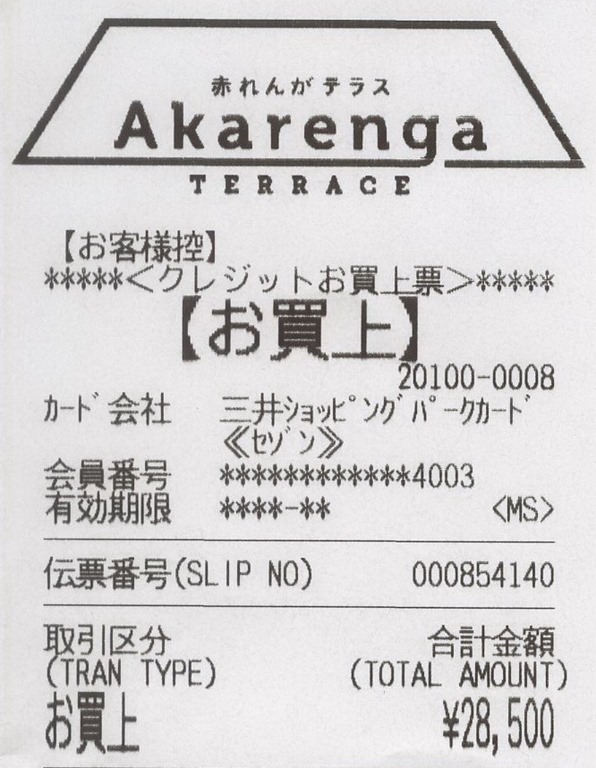 赤れんがテラス
Akarenga
TERRACE
【お客様控】
*****<クレジットお買上票>*****
【お買上】
20100-0008
ｶｰﾄﾞ会社 三井ｼｮｯﾋﾟﾝｸﾞﾊﾟｰｸｶｰﾄﾞ
≪ｾｿﾞﾝ≫
会員番号 ************4003
有効期限 ****-** <MS>
伝票番号(SLIP NO) 000854140
取引区分 合計金額
(TRAN TYPE) (TOTAL AMOUNT)
お買上 ¥28,500